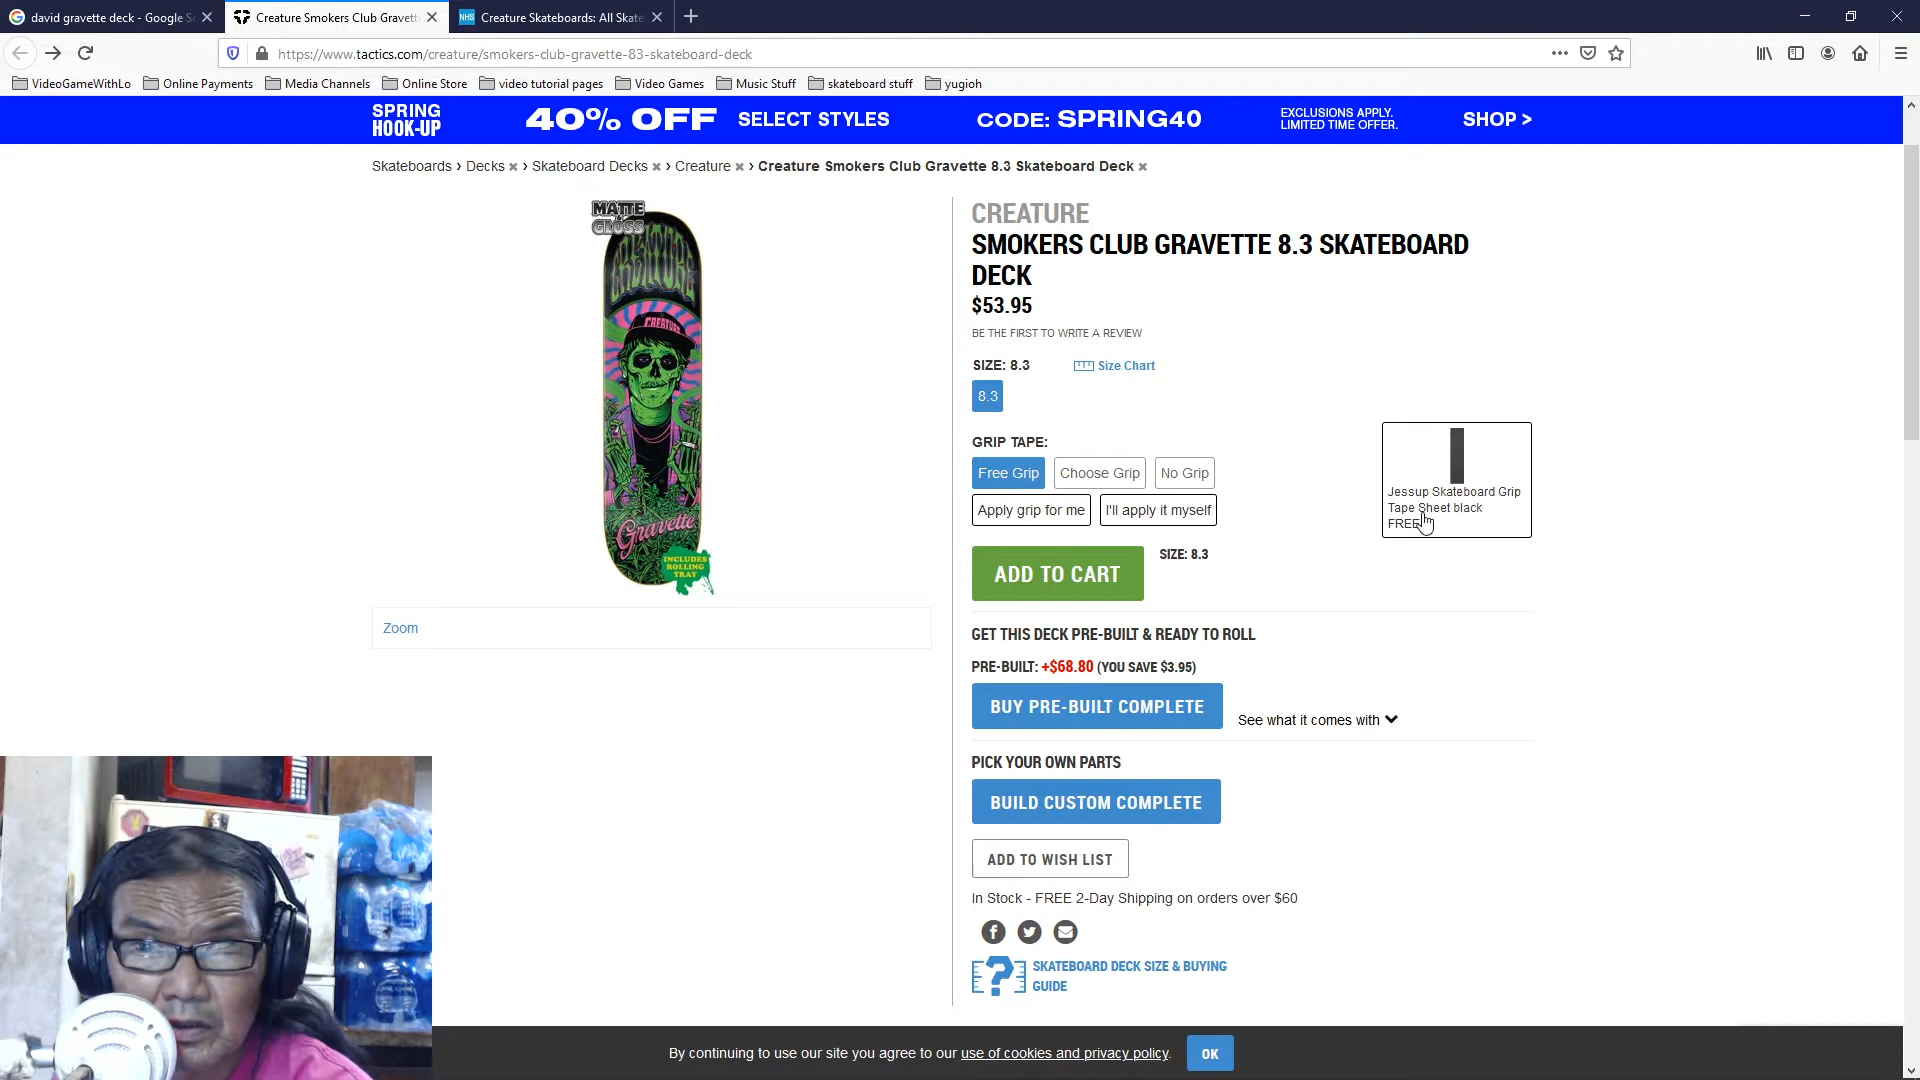 david gravette deck - Google S
Creature Smokers Club Gravett
NHS
Creature Skateboards: All Skate
https://www.tactics.com/creature/smokers-club-gravette-83-skateboard-deck
VideoGameWithLo
Online Payments
Media Channels
Online Store
video tutorial pages
Video Games
Music Stuff
skateboard stuff
yugioh
SPRING
HOOK-UP
40% OFF SELECT STYLES
CODE: SPRING40
EXCLUSIONS APPLY.
LIMITED TIME OFFER.
SHOP >
Skateboards › Decks × › Skateboard Decks × › Creature × › Creature Smokers Club Gravette 8.3 Skateboard Deck ×
MATTE
&
GLOSS
CREATURE
CREATURE
Gravette
INCLUDES
ROLLING
TRAY
Zoom
CREATURE
SMOKERS CLUB GRAVETTE 8.3 SKATEBOARD
DECK
$53.95
BE THE FIRST TO WRITE A REVIEW
SIZE: 8.3
Size Chart
8.3
GRIP TAPE:
Free Grip
Choose Grip
No Grip
Apply grip for me
I'll apply it myself
Jessup Skateboard Grip
Tape Sheet black
FREE
ADD TO CART
SIZE: 8.3
GET THIS DECK PRE-BUILT & READY TO ROLL
PRE-BUILT: +$68.80 (YOU SAVE $3.95)
BUY PRE-BUILT COMPLETE
See what it comes with
PICK YOUR OWN PARTS
BUILD CUSTOM COMPLETE
ADD TO WISH LIST
In Stock - FREE 2-Day Shipping on orders over $60
SKATEBOARD DECK SIZE & BUYING
GUIDE
By continuing to use our site you agree to our use of cookies and privacy policy.
OK